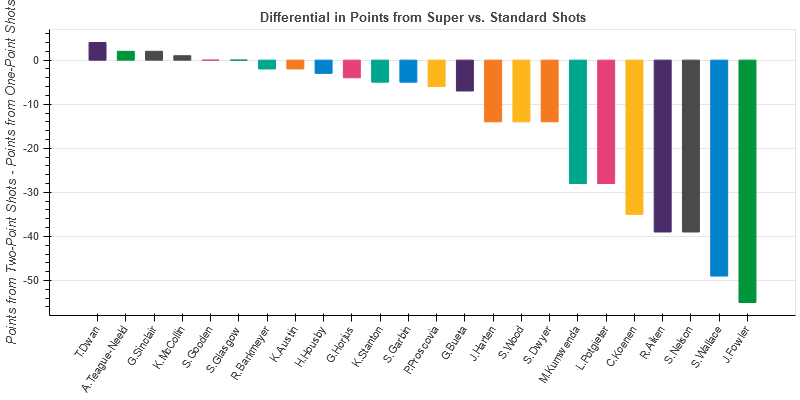 Differential in Points from Super vs. Standard Shots
Points from Two-Point Shots - Points from One-Point Shots
0
-10
-20
-30
-40
-50
T.Dwan
A.Teague-Neeld
G.Sinclair
K.McCollin
S.Gooden
S.Glasgow
R.Barkmeyer
K.Austin
H.Housby
G.Horjus
K.Stanton
S.Garbin
P.Proscovia
G.Bueta
J.Harten
S.Wood
S.Dwyer
M.Kumwenda
L.Potgieter
C.Koenen
R.Aiken
S.Nelson
S.Wallace
J.Fowler